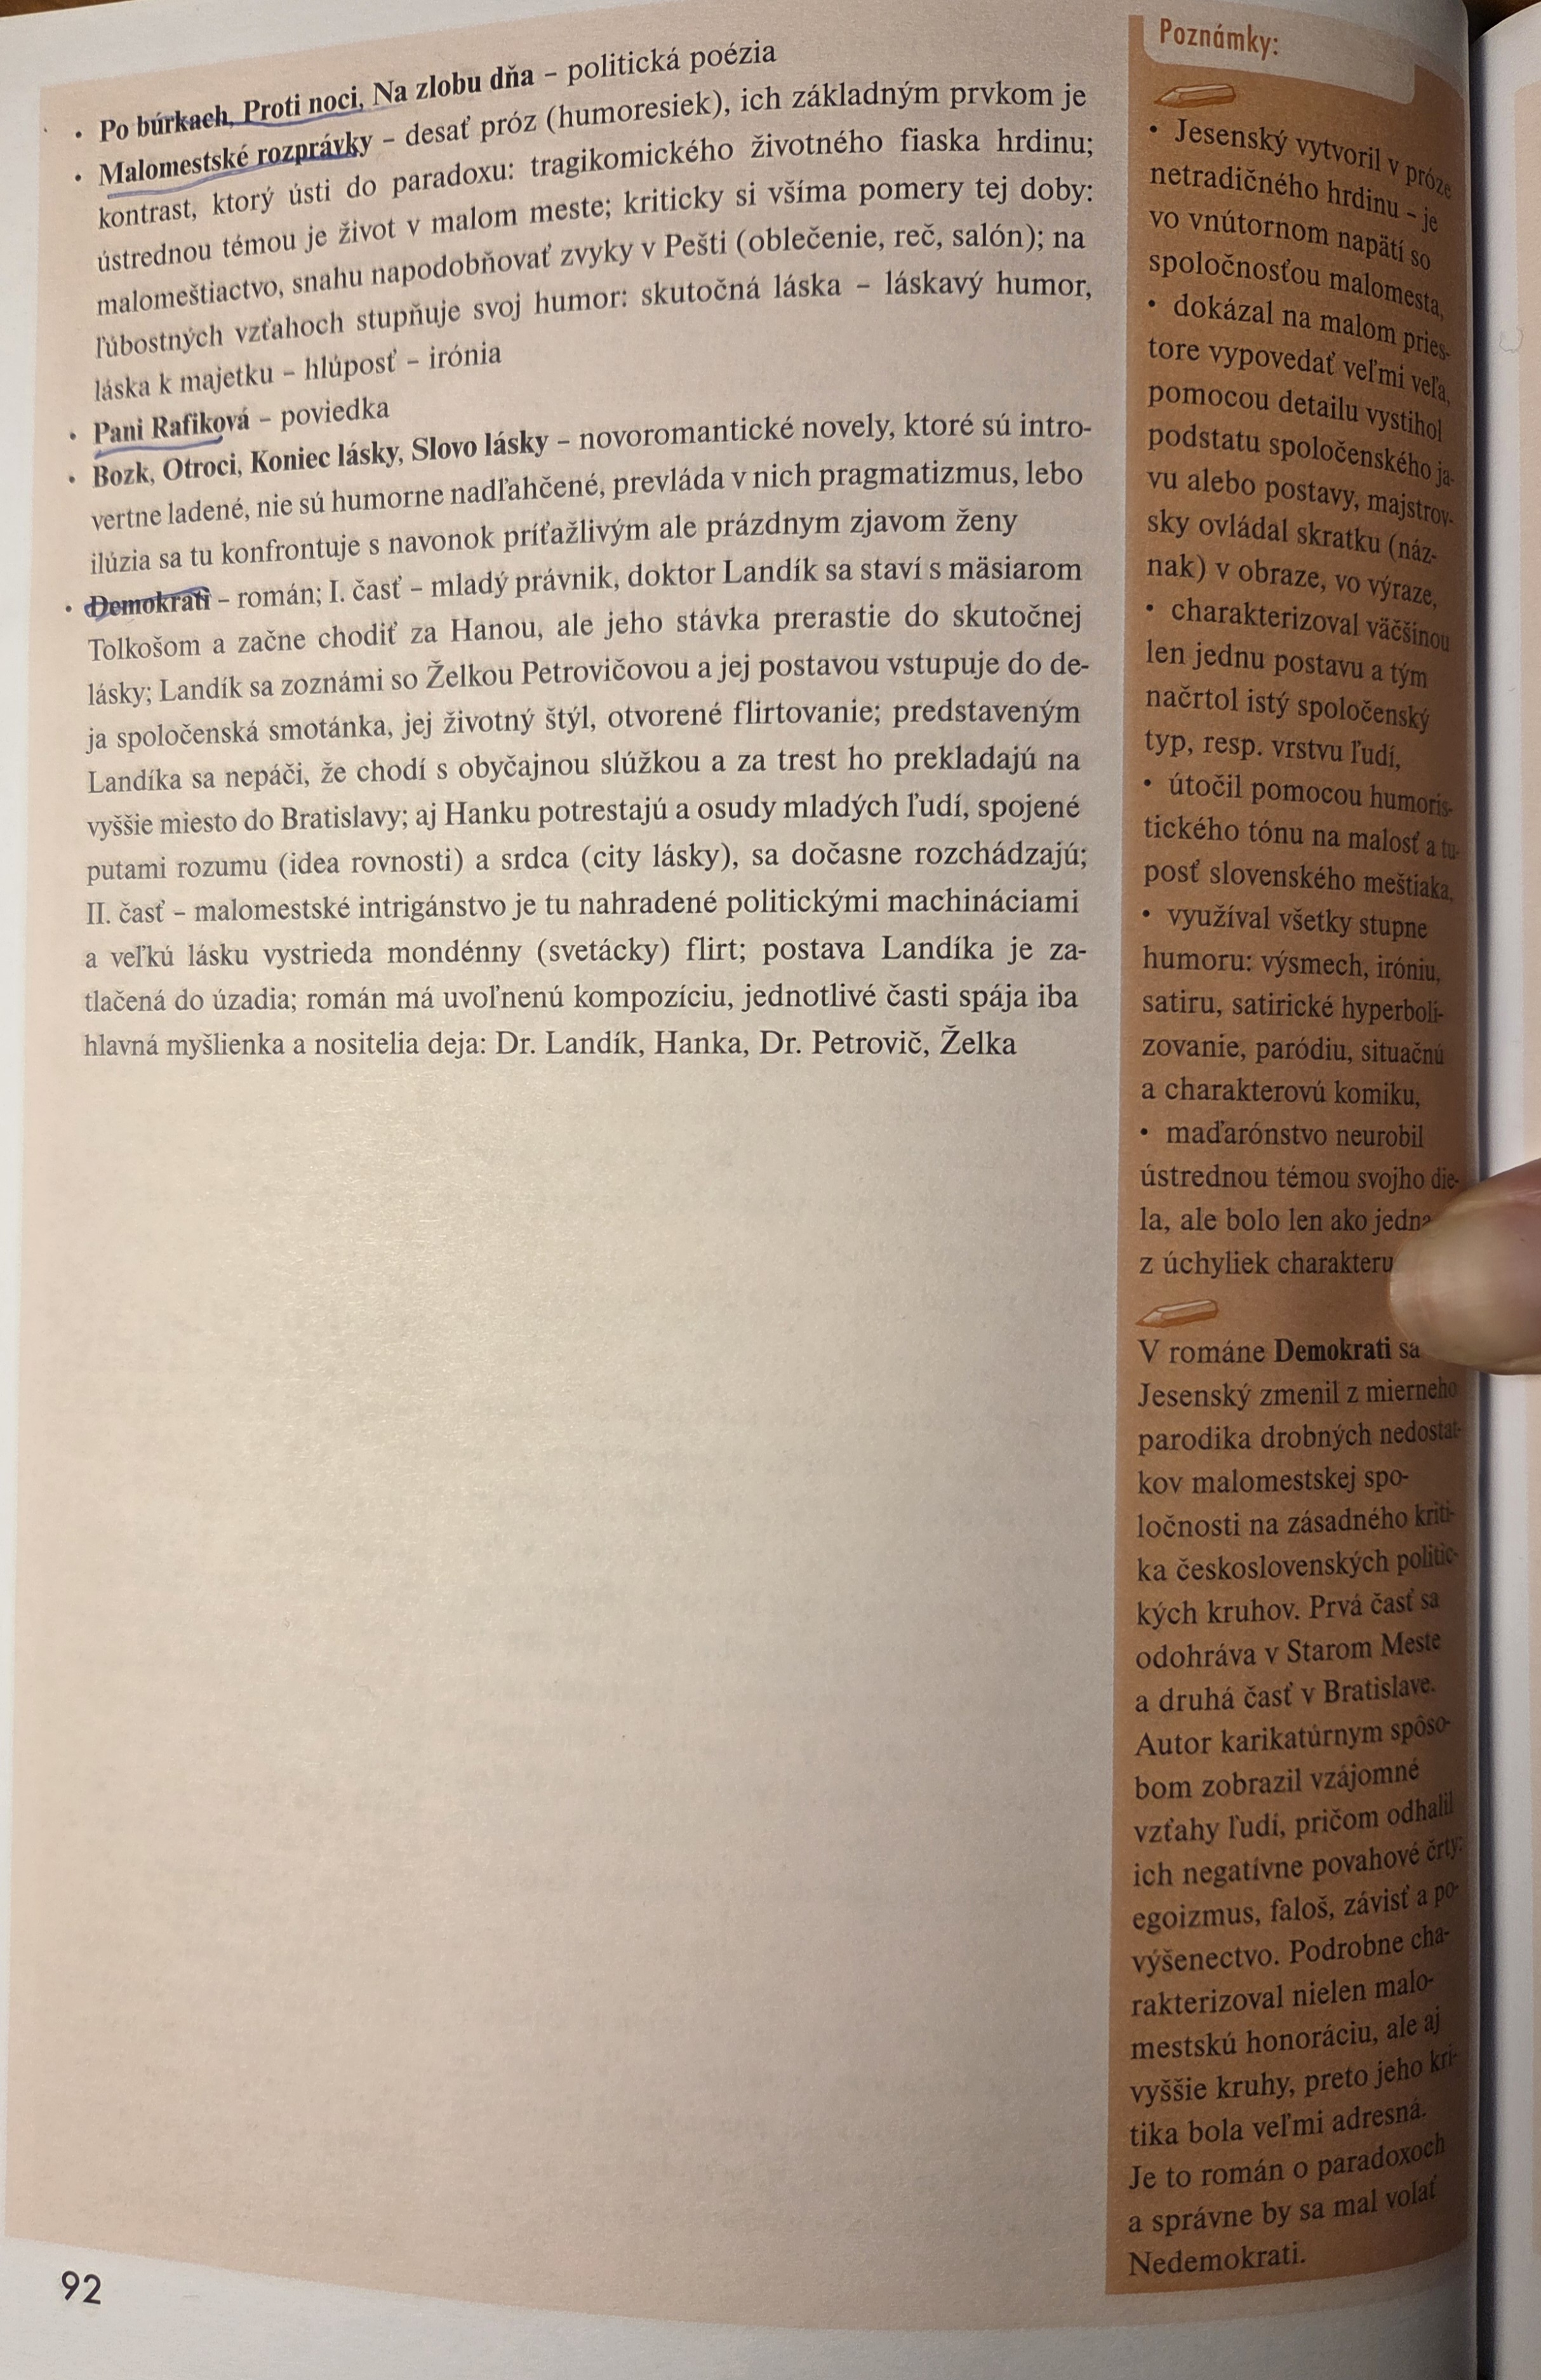 • Po búrkach, Proti noci, Na zlobu dňa – politická poézia
• Malomestské rozprávky – desať próz (humoresiek), ich základným prvkom je
kontrast, ktorý ústi do paradoxu: tragikomického životného fiaska hrdinu;
ústrednou témou je život v malom meste; kriticky si všíma pomery tej doby:
malomeštiactvo, snahu napodobňovať zvyky v Pešti (oblečenie, reč, salón); na
ľúbostných vzťahoch stupňuje svoj humor: skutočná láska – láskavý humor,
láska k majetku – hlúposť – irónia
• Pani Rafiková – poviedka
• Bozk, Otroci, Koniec lásky, Slovo lásky – novoromantické novely, ktoré sú intro-
vertne ladené, nie sú humorne nadľahčené, prevláda v nich pragmatizmus, lebo
ilúzia sa tu konfrontuje s navonok príťažlivým ale prázdnym zjavom ženy
• Demokrati – román; I. časť – mladý právnik, doktor Landík sa staví s mäsiarom
Tolkošom a začne chodiť za Hanou, ale jeho stávka prerastie do skutočnej
lásky; Landík sa zoznámi so Želkou Petrovičovou a jej postavou vstupuje do de-
ja spoločenská smotánka, jej životný štýl, otvorené flirtovanie; predstaveným
Landíka sa nepáči, že chodí s obyčajnou slúžkou a za trest ho prekladajú na
vyššie miesto do Bratislavy; aj Hanku potrestajú a osudy mladých ľudí, spojené
putami rozumu (idea rovnosti) a srdca (city lásky), sa dočasne rozchádzajú;
II. časť – malomestské intrigánstvo je tu nahradené politickými machináciami
a veľkú lásku vystrieda mondénny (svetácky) flirt; postava Landíka je za-
tlačená do úzadia; román má uvoľnenú kompozíciu, jednotlivé časti spája iba
hlavná myšlienka a nositelia deja: Dr. Landík, Hanka, Dr. Petrovič, Želka
92
Poznámky:
• Jesenský vytvoril v próze
netradičného hrdinu – je
vo vnútornom napätí so
spoločnosťou malomesta,
• dokázal na malom pries-
tore vypovedať veľmi veľa,
pomocou detailu vystihol
podstatu spoločenského ja-
vu alebo postavy, majstrov-
sky ovládal skratku (náz-
nak) v obraze, vo výraze,
• charakterizoval väčšinou
len jednu postavu a tým
načrtol istý spoločenský
typ, resp. vrstvu ľudí,
• útočil pomocou humoris-
tického tónu na malosť a tu-
posť slovenského meštiaka,
• využíval všetky stupne
humoru: výsmech, iróniu,
satiru, satirické hyperboli-
zovanie, paródiu, situačnú
a charakterovú komiku,
• maďarónstvo neurobil
ústrednou témou svojho die-
la, ale bolo len ako jedna
z úchyliek charakteru
V románe Demokrati sa
Jesenský zmenil z mierneho
parodika drobných nedostat-
kov malomestskej spo-
ločnosti na zásadného kriti-
ka československých politic-
kých kruhov. Prvá časť sa
odohráva v Starom Meste
a druhá časť v Bratislave.
Autor karikatúrnym spôso-
bom zobrazil vzájomné
vzťahy ľudí, pričom odhalil
ich negatívne povahové črty:
egoizmus, faloš, závisť a po-
výšenectvo. Podrobne cha-
rakterizoval nielen malo-
mestskú honoráciu, ale aj
vyššie kruhy, preto jeho kri-
tika bola veľmi adresná.
Je to román o paradoxoch
a správne by sa mal volať
Nedemokrati.